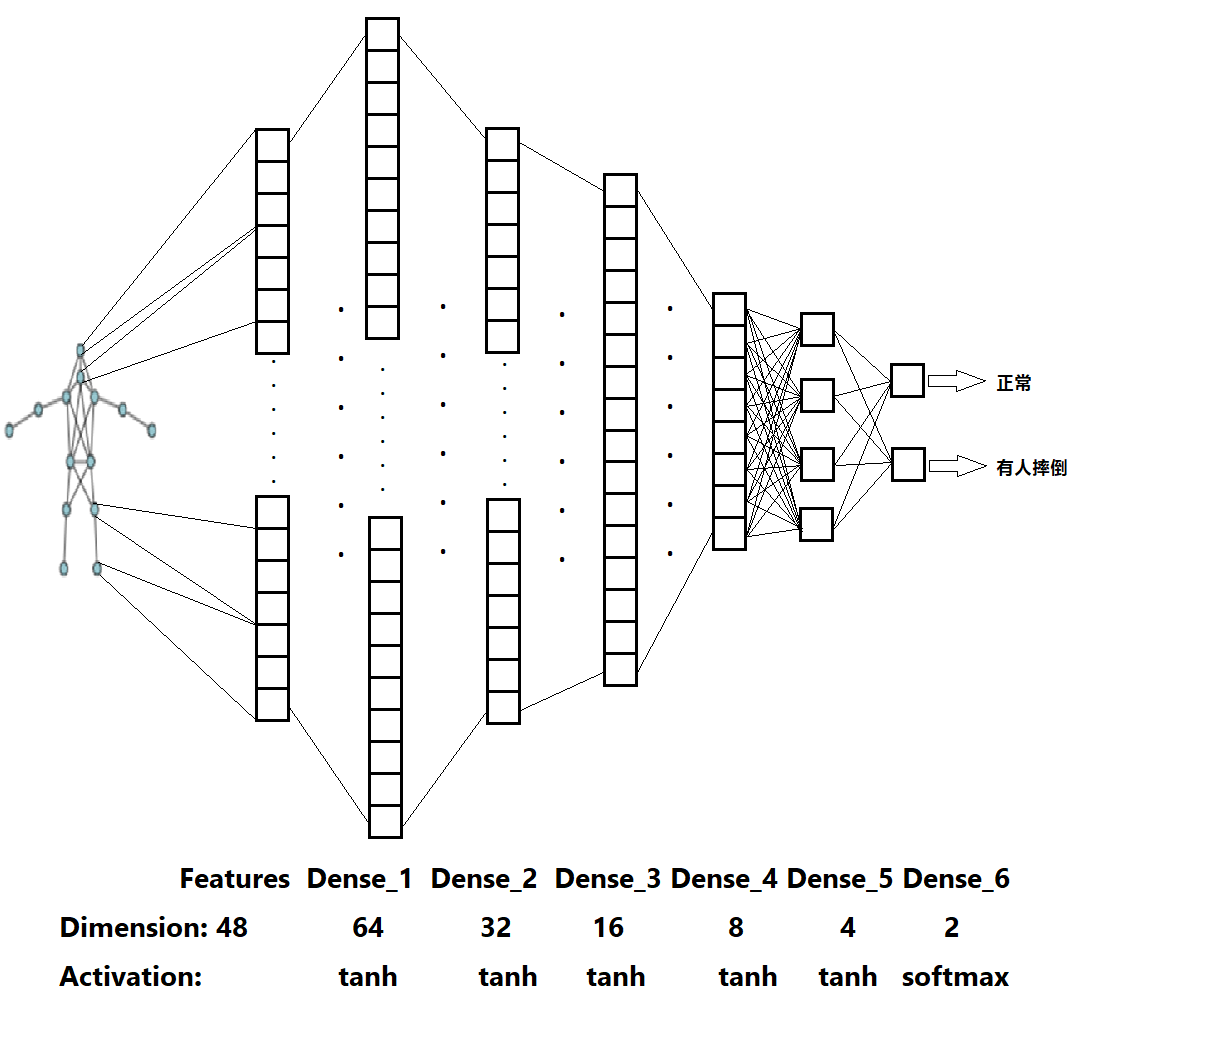 正常
有人摔倒
Features Dense_1 Dense_2 Dense_3 Dense_4 Dense_5 Dense_6
Dimension: 48 64 32 16 8 4 2
Activation: tanh tanh tanh tanh tanh softmax